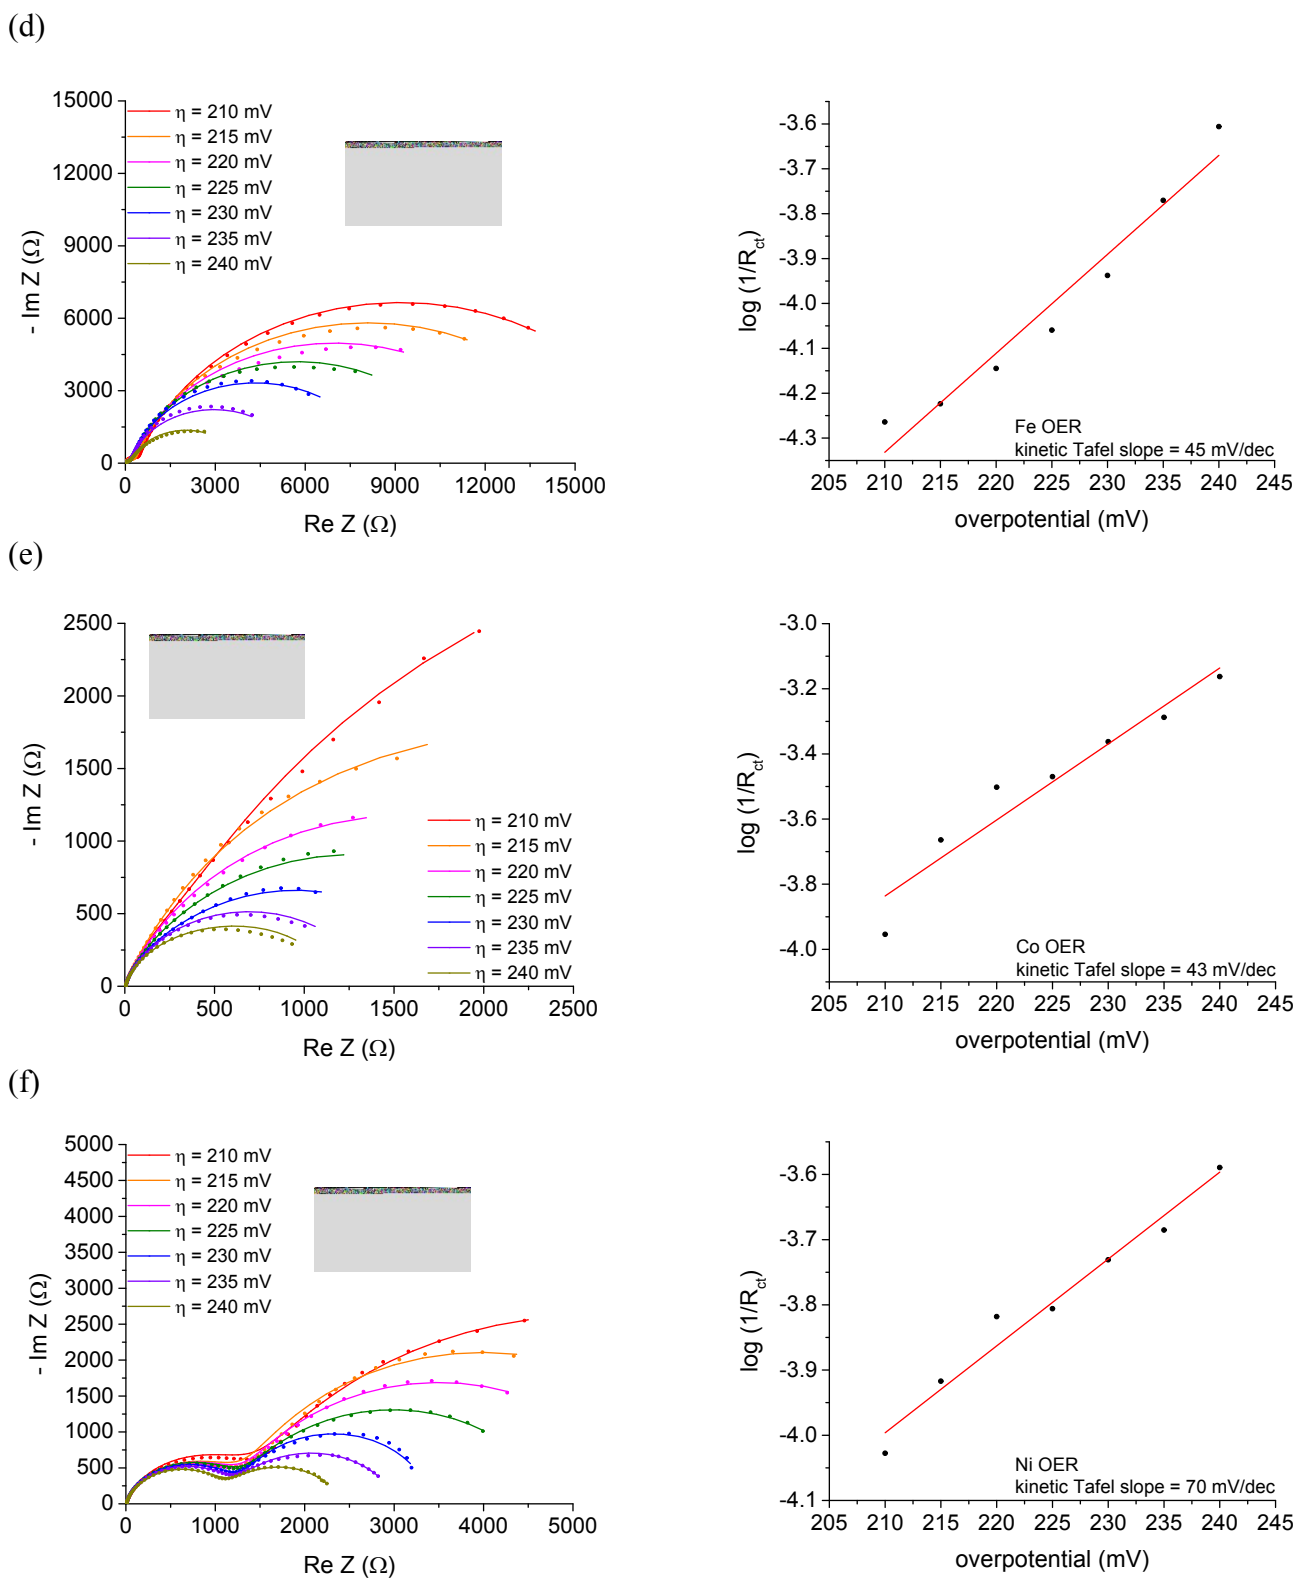 (d)
15000
12000
9000
6000
3000
0
- Im Z (Ω)
η = 210 mV
η = 215 mV
η = 220 mV
η = 225 mV
η = 230 mV
η = 235 mV
η = 240 mV
0 3000 6000 9000 12000 15000
Re Z (Ω)
-3.6
-3.7
-3.8
-3.9
-4.0
-4.1
-4.2
-4.3
log (1/Rct)
Fe OER
kinetic Tafel slope = 45 mV/dec
205 210 215 220 225 230 235 240 245
overpotential (mV)
(e)
2500
2000
1500
1000
500
0
- Im Z (Ω)
η = 210 mV
η = 215 mV
η = 220 mV
η = 225 mV
η = 230 mV
η = 235 mV
η = 240 mV
0 500 1000 1500 2000 2500
Re Z (Ω)
-3.0
-3.2
-3.4
-3.6
-3.8
-4.0
log (1/Rct)
Co OER
kinetic Tafel slope = 43 mV/dec
205 210 215 220 225 230 235 240 245
overpotential (mV)
(f)
5000
4500
4000
3500
3000
2500
2000
1500
1000
500
0
- Im Z (Ω)
η = 210 mV
η = 215 mV
η = 220 mV
η = 225 mV
η = 230 mV
η = 235 mV
η = 240 mV
0 1000 2000 3000 4000 5000
Re Z (Ω)
-3.6
-3.7
-3.8
-3.9
-4.0
-4.1
log (1/Rct)
Ni OER
kinetic Tafel slope = 70 mV/dec
205 210 215 220 225 230 235 240 245
overpotential (mV)